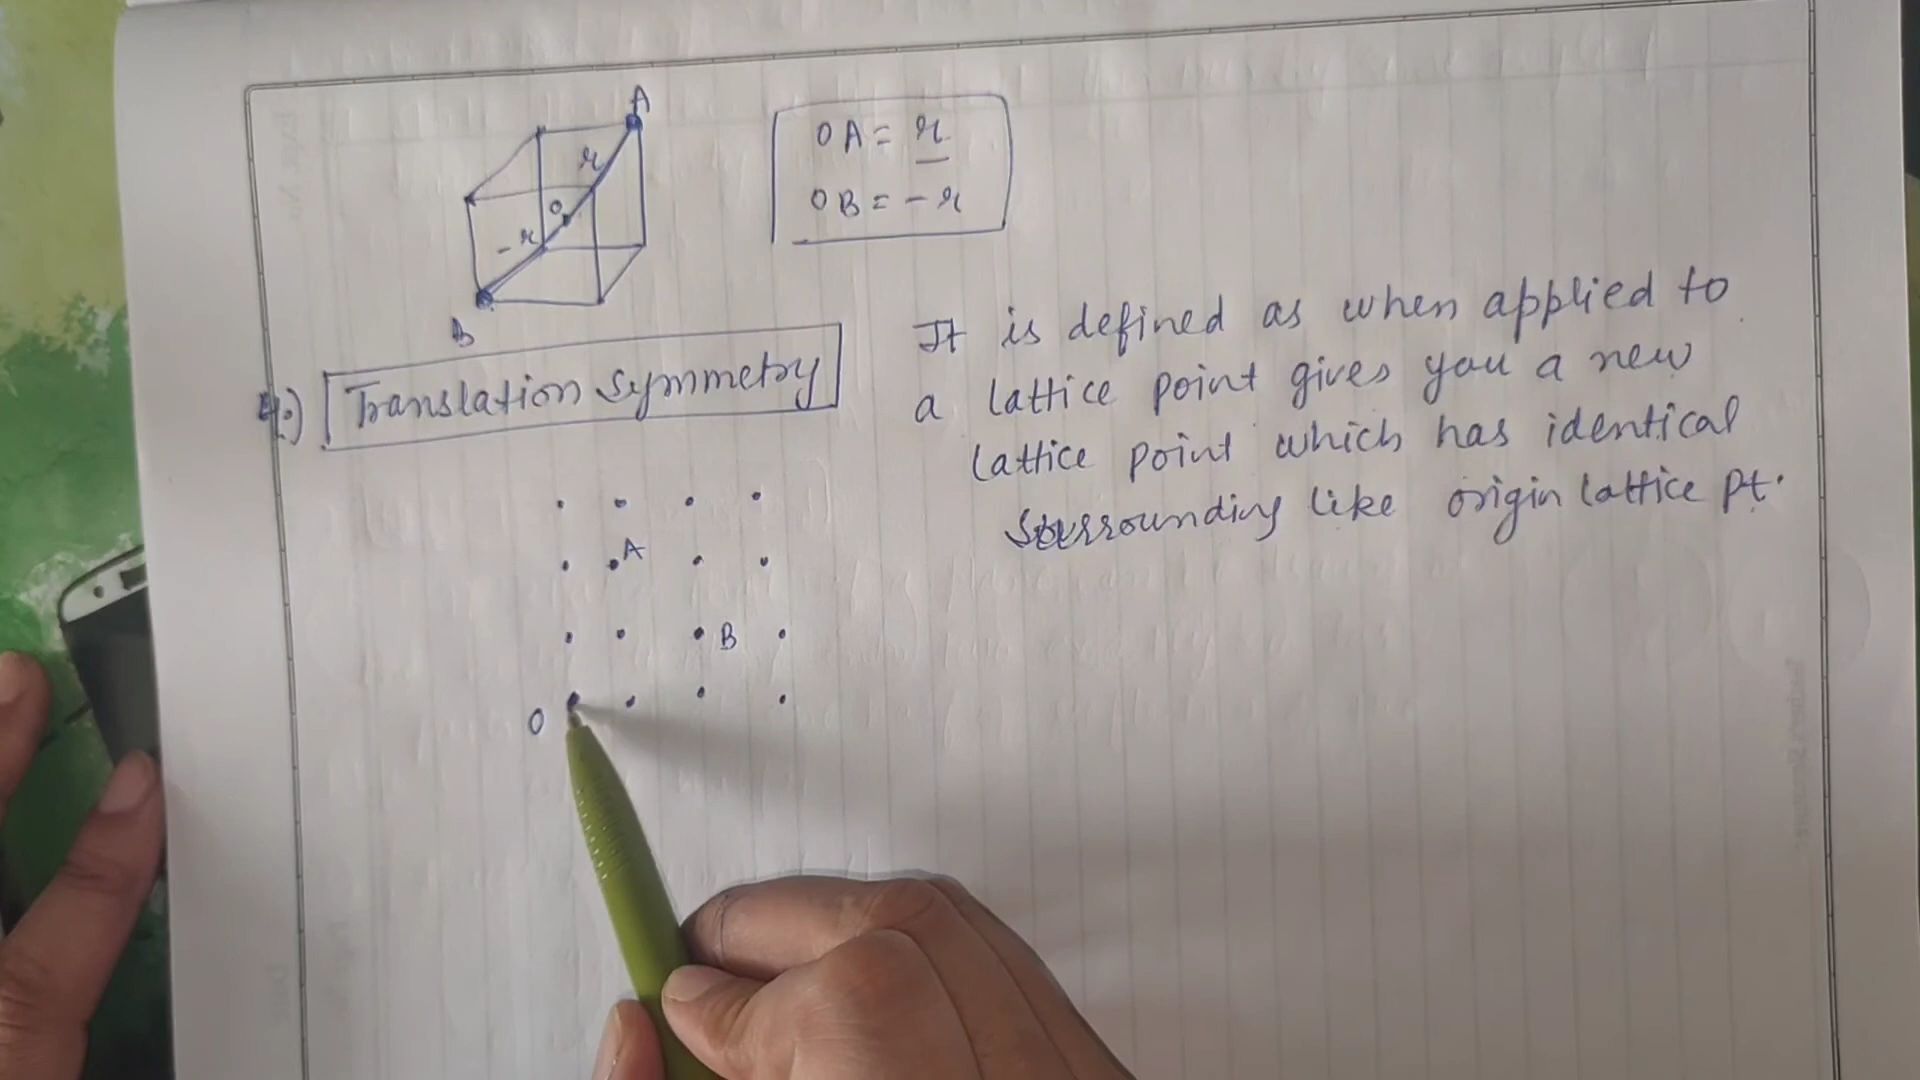 A
r
O
-r
B
OA = r
OB = -r
4.) Translation Symmetry
It is defined as when applied to
a lattice point gives you a new
lattice point which has identical
surrounding like origin lattice pt.
A
B
O